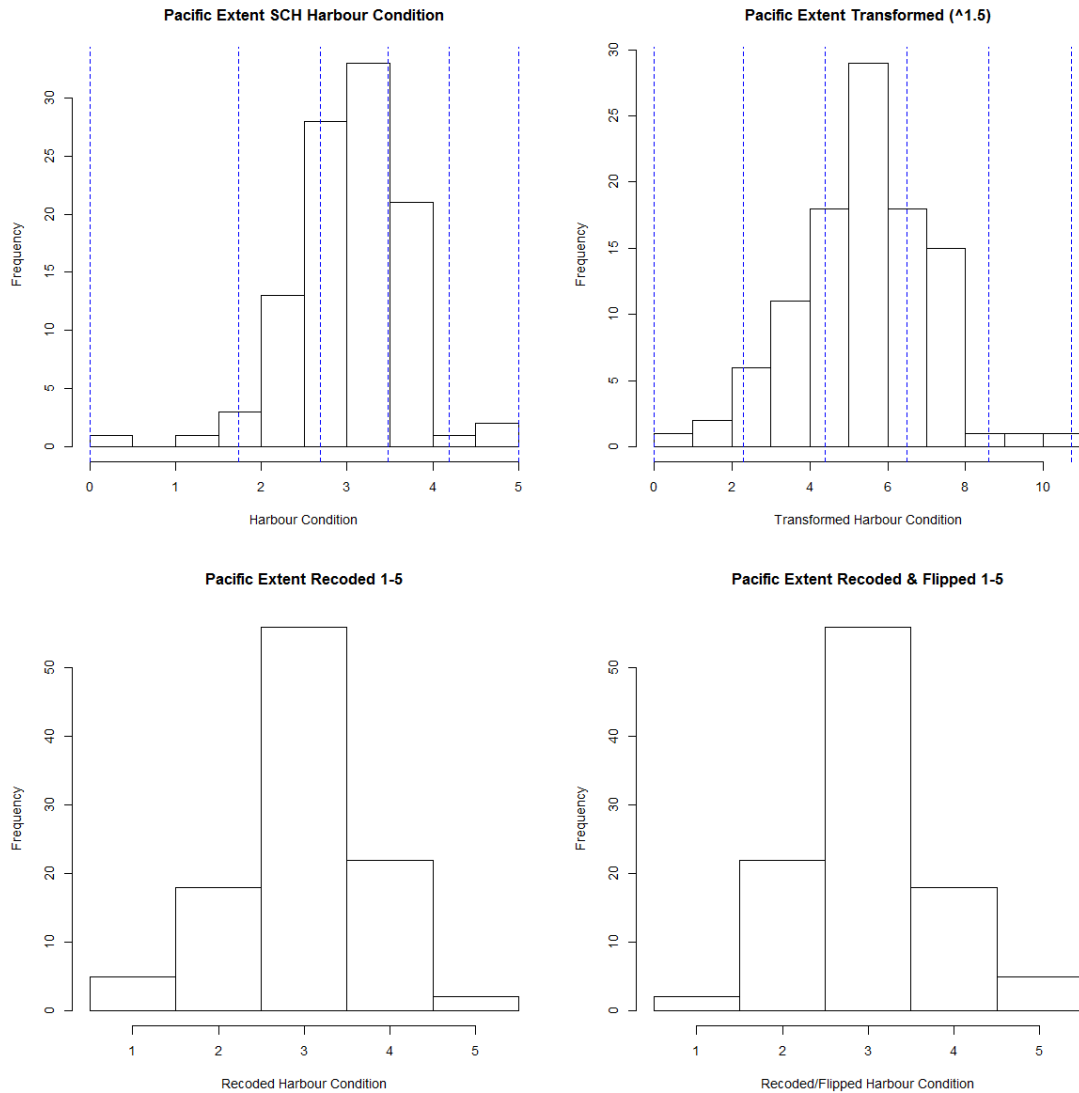 Pacific Extent SCH Harbour Condition
Frequency
0 5 10 15 20 25 30
0 1 2 3 4 5
Harbour Condition
Pacific Extent Transformed (^1.5)
Frequency
0 5 10 15 20 25 30
0 2 4 6 8 10
Transformed Harbour Condition
Pacific Extent Recoded 1-5
Frequency
0 10 20 30 40 50
1 2 3 4 5
Recoded Harbour Condition
Pacific Extent Recoded & Flipped 1-5
Frequency
0 10 20 30 40 50
1 2 3 4 5
Recoded/Flipped Harbour Condition